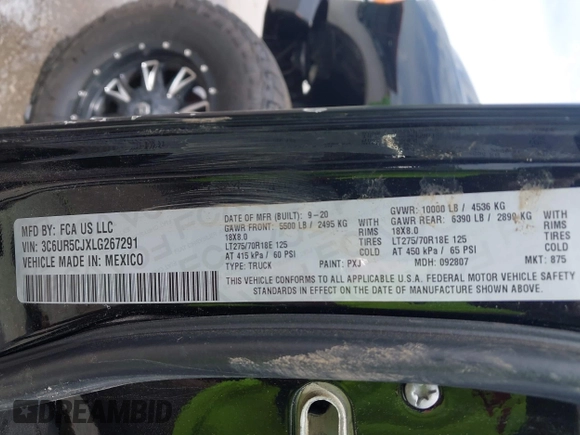 MFD BY: FCA US LLC
VIN: 3C6UR5CJXLG267291
VEHICLE MADE IN: MEXICO
DATE OF MFR (BUILT): 9-20
GAWR FRONT: 5500 LB / 2495 KG
18X8.0
LT275/70R18E 125
AT 415 kPa / 60 PSI
TYPE: TRUCK
TIRES
RIMS
GVWR: 10000 LB / 4536 KG
GAWR REAR: 6390 LB / 2898 KG
18X8.0
LT275/70R18E 125
AT 450 kPa / 65 PSI
TIRES
RIMS
PAINT: PXJ
MDH: 092807
MKT: 875
THIS VEHICLE CONFORMS TO ALL APPLICABLE U.S.A. FEDERAL MOTOR VEHICLE SAFETY
STANDARDS IN EFFECT ON THE DATE OF MANUFACTURE SHOWN ABOVE.
DREAMBID